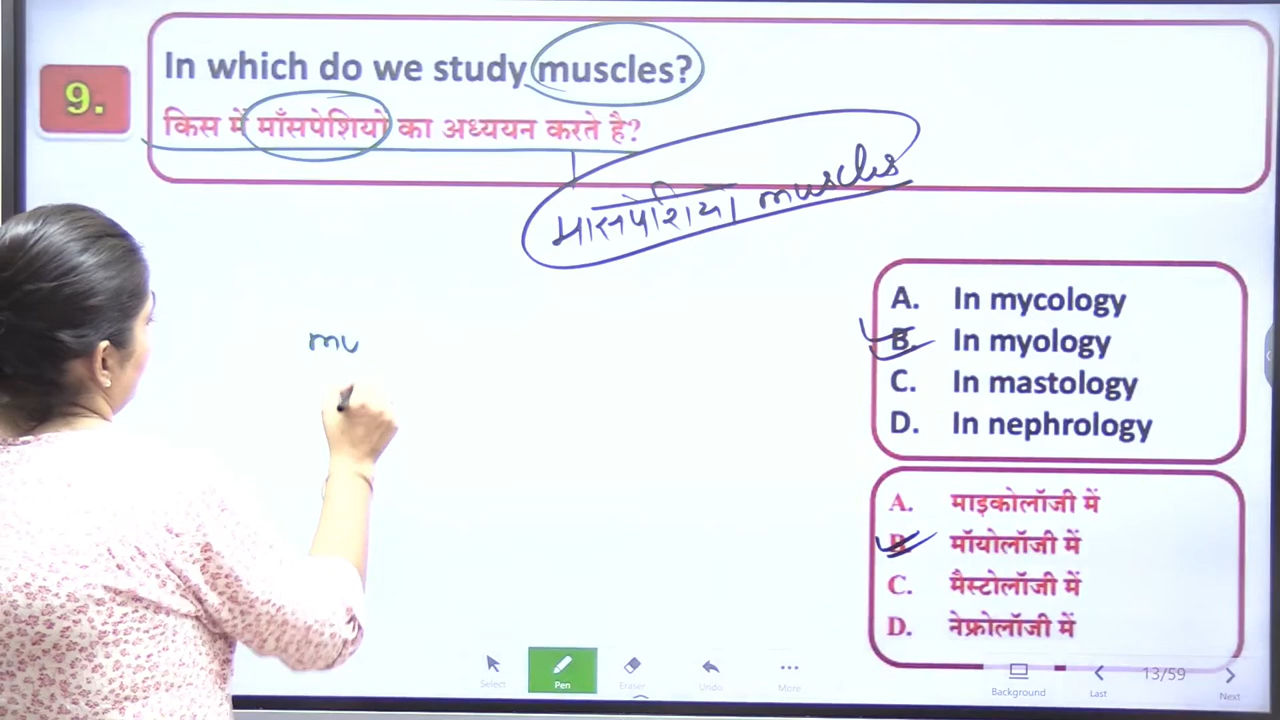 9.
In which do we study muscles?
किस में माँसपेशियो का अध्ययन करते है?
मासपेशिया muscles
mu
A. In mycology
B. In myology
C. In mastology
D. In nephrology
A. माइकोलॉजी में
B. मॉयोलॉजी में
C. मैस्टोलॉजी में
D. नेफ्रोलॉजी में
Select Pen Eraser Undo More Background Last 13/59 Next